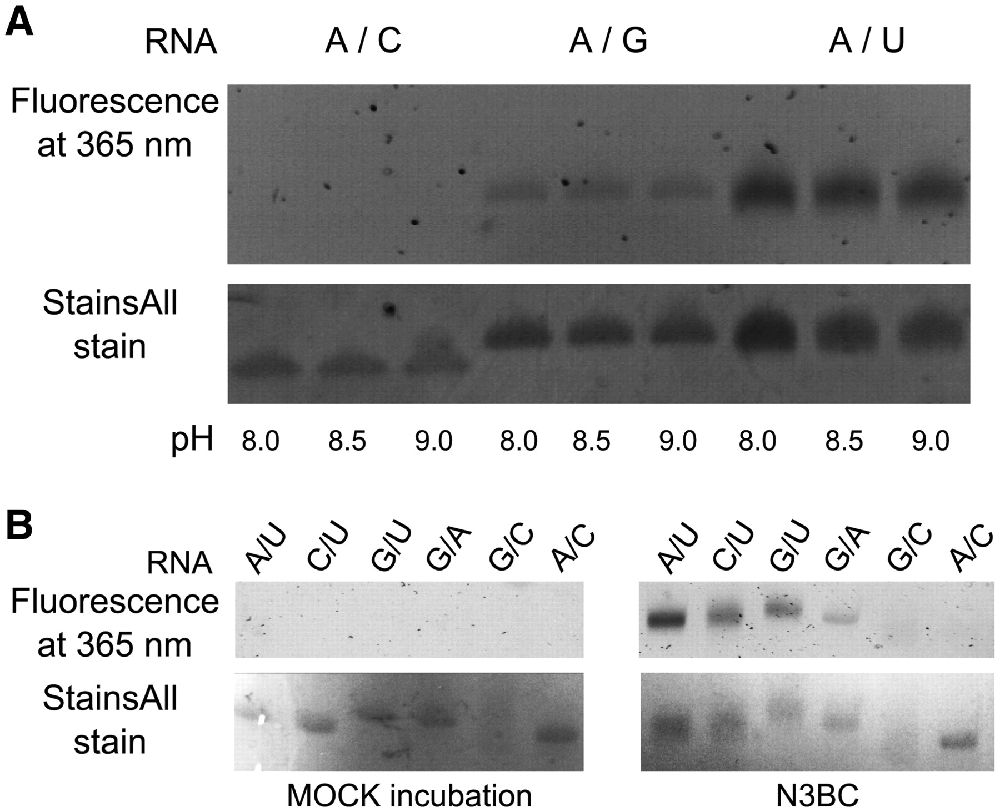 A
RNA A / C A / G A / U
Fluorescence
at 365 nm
StainsAll
stain
pH 8.0 8.5 9.0 8.0 8.5 9.0 8.0 8.5 9.0
B
RNA A/U C/U G/U G/A G/C A/C A/U C/U G/U G/A G/C A/C
Fluorescence
at 365 nm
StainsAll
stain
MOCK incubation N3BC